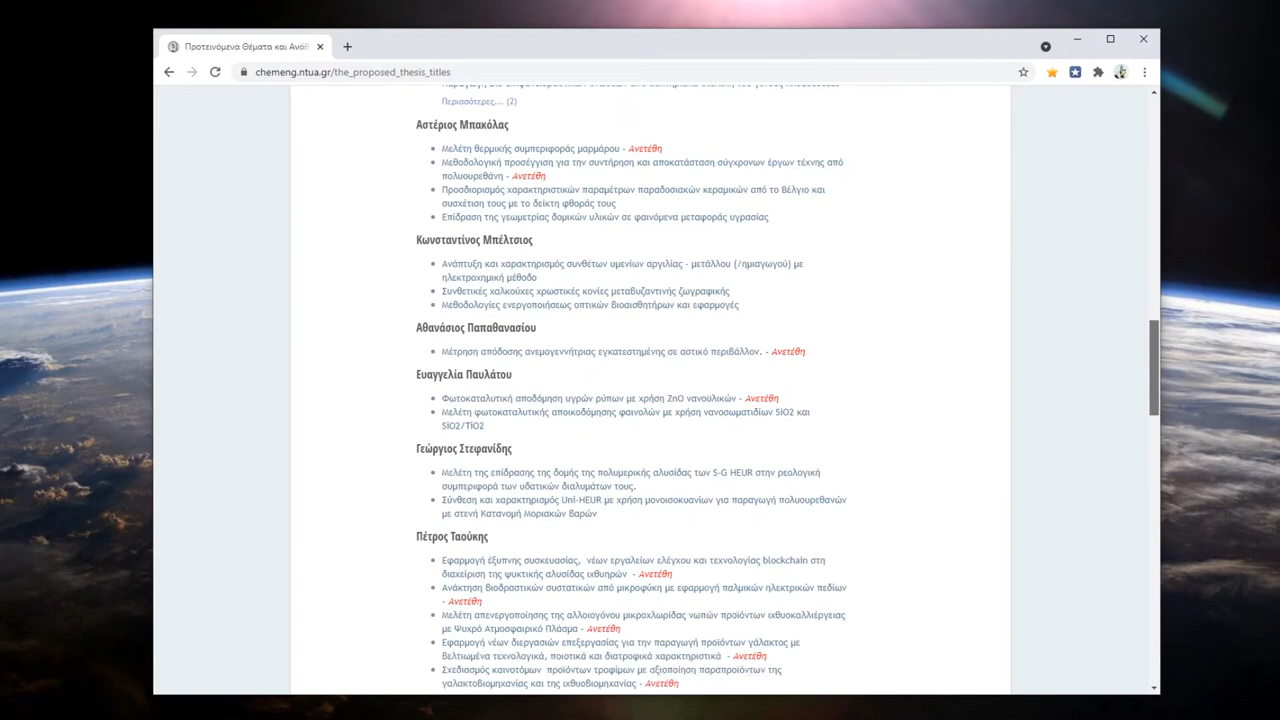 Προτεινόμενα Θέματα και Ανάθ
chemeng.ntua.gr/the_proposed_thesis_titles
Περισσότερες... (2)
Αστέριος Μπακόλας
Μελέτη θερμικής συμπεριφοράς μαρμάρου - Ανετέθη
Μεθοδολογική προσέγγιση για την συντήρηση και αποκατάσταση σύγχρονων έργων τέχνης από
πολυουρεθάνη - Ανετέθη
Προσδιορισμός χαρακτηριστικών παραμέτρων παραδοσιακών κεραμικών από το Βέλγιο και
συσχέτιση τους με το δείκτη φθοράς τους
Επίδραση της γεωμετρίας δομικών υλικών σε φαινόμενα μεταφοράς υγρασίας
Κωνσταντίνος Μπέλτσιος
Ανάπτυξη και χαρακτηρισμός συνθέτων υμενίων αργιλίας - μετάλλου (/ημιαγωγού) με
ηλεκτροχημική μέθοδο
Συνθετικές χαλκούχες χρωστικές κονίες μεταβυζαντινής ζωγραφικής
Μεθοδολογίες ενεργοποιήσεως οπτικών βιοαισθητήρων και εφαρμογές
Αθανάσιος Παπαθανασίου
Μέτρηση απόδοσης ανεμογεννήτριας εγκατεστημένης σε αστικό περιβάλλον. - Ανετέθη
Ευαγγελία Παυλάτου
Φωτοκαταλυτική αποδόμηση υγρών ρύπων με χρήση ZnO νανοϋλικών - Ανετέθη
Μελέτη φωτοκαταλυτικής αποικοδόμησης φαινολών με χρήση νανοσωματιδίων SiO2 και
SiO2/TiO2
Γεώργιος Στεφανίδης
Μελέτη της επίδρασης της δομής της πολυμερικής αλυσίδας των S-G HEUR στην ρεολογική
συμπεριφορά των υδατικών διαλυμάτων τους.
Σύνθεση και χαρακτηρισμός Uni-HEUR με χρήση μονοισοκυανίων για παραγωγή πολυουρεθανών
με στενή Κατανομή Μοριακών Βαρών
Πέτρος Ταούκης
Εφαρμογή έξυπνης συσκευασίας, νέων εργαλείων ελέγχου και τεχνολογίας blockchain στη
διαχείριση της ψυκτικής αλυσίδας ιχθυηρών - Ανετέθη
Ανάκτηση βιοδραστικών συστατικών από μικροφύκη με εφαρμογή παλμικών ηλεκτρικών πεδίων
- Ανετέθη
Μελέτη απενεργοποίησης της αλλοιογόνου μικροχλωρίδας νωπών προϊόντων ιχθυοκαλλιέργειας
με Ψυχρό Ατμοσφαιρικό Πλάσμα - Ανετέθη
Εφαρμογή νέων διεργασιών επεξεργασίας για την παραγωγή προϊόντων γάλακτος με
βελτιωμένα τεχνολογικά, ποιοτικά και διατροφικά χαρακτηριστικά - Ανετέθη
Σχεδιασμός καινοτόμων προϊόντων τροφίμων με αξιοποίηση παραπροϊόντων της
γαλακτοβιομηχανίας και της ιχθυοβιομηχανίας - Ανετέθη